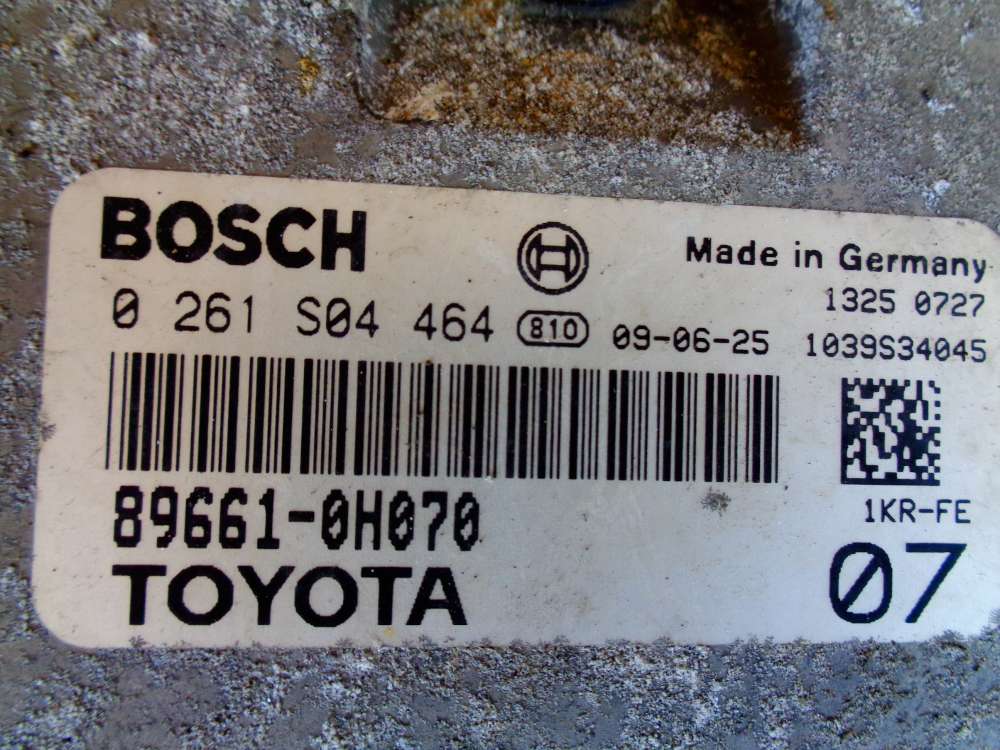 BOSCH
Made in Germany
1325 0727
0 261 S04 464 810 09-06-25 1039S34045
89661-0H070
1KR-FE
TOYOTA
07